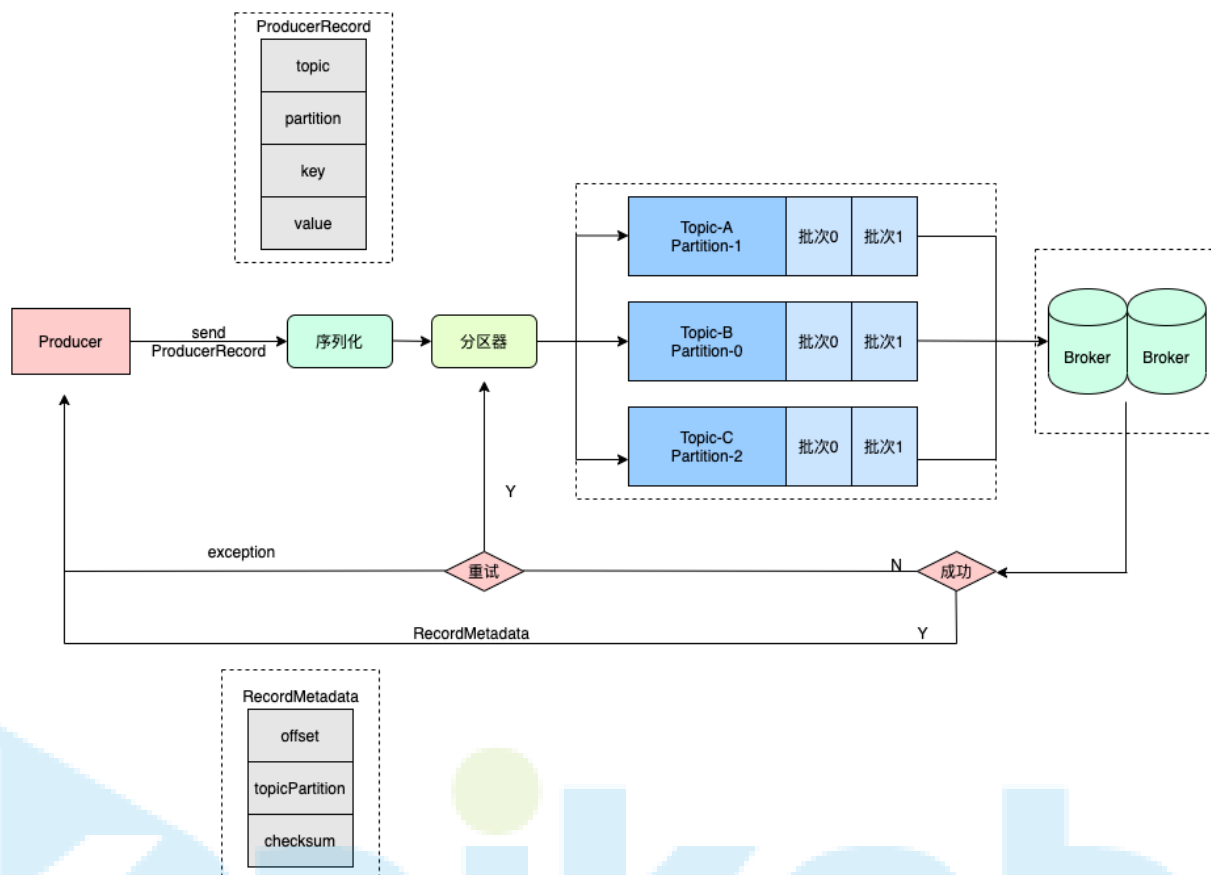 ProducerRecord
topic
partition
key
value
Topic-A
Partition-1
批次0
批次1
Producer
send
ProducerRecord
序列化
分区器
Topic-B
Partition-0
批次0
批次1
Broker
Broker
Topic-C
Partition-2
批次0
批次1
Y
exception
重试
N
成功
RecordMetadata
Y
RecordMetadata
offset
topicPartition
checksum